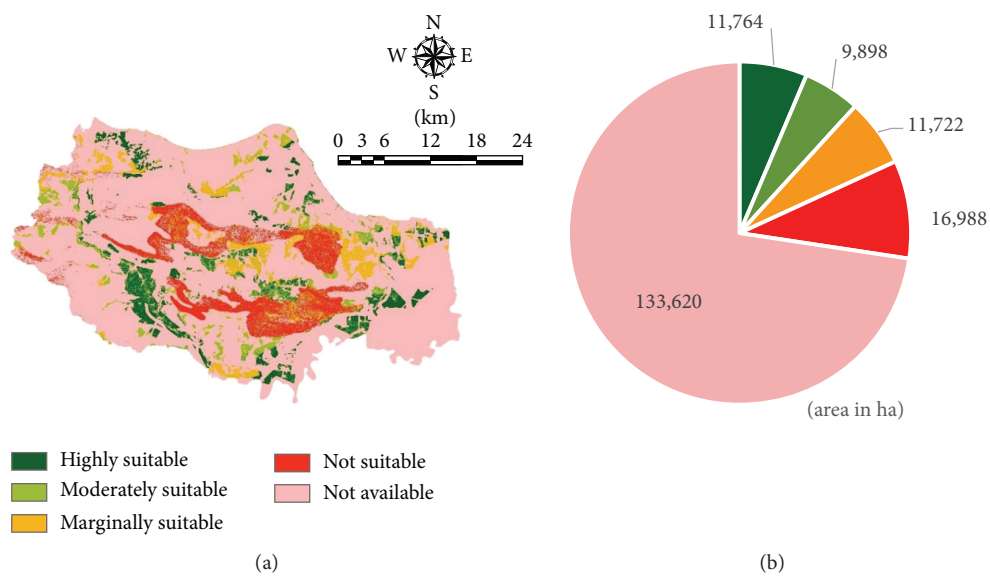 N
W E
S
(km)
0 3 6 12 18 24
Highly suitable
Moderately suitable
Marginally suitable
Not suitable
Not available
(a)
11,764
9,898
11,722
16,988
133,620
(area in ha)
(b)